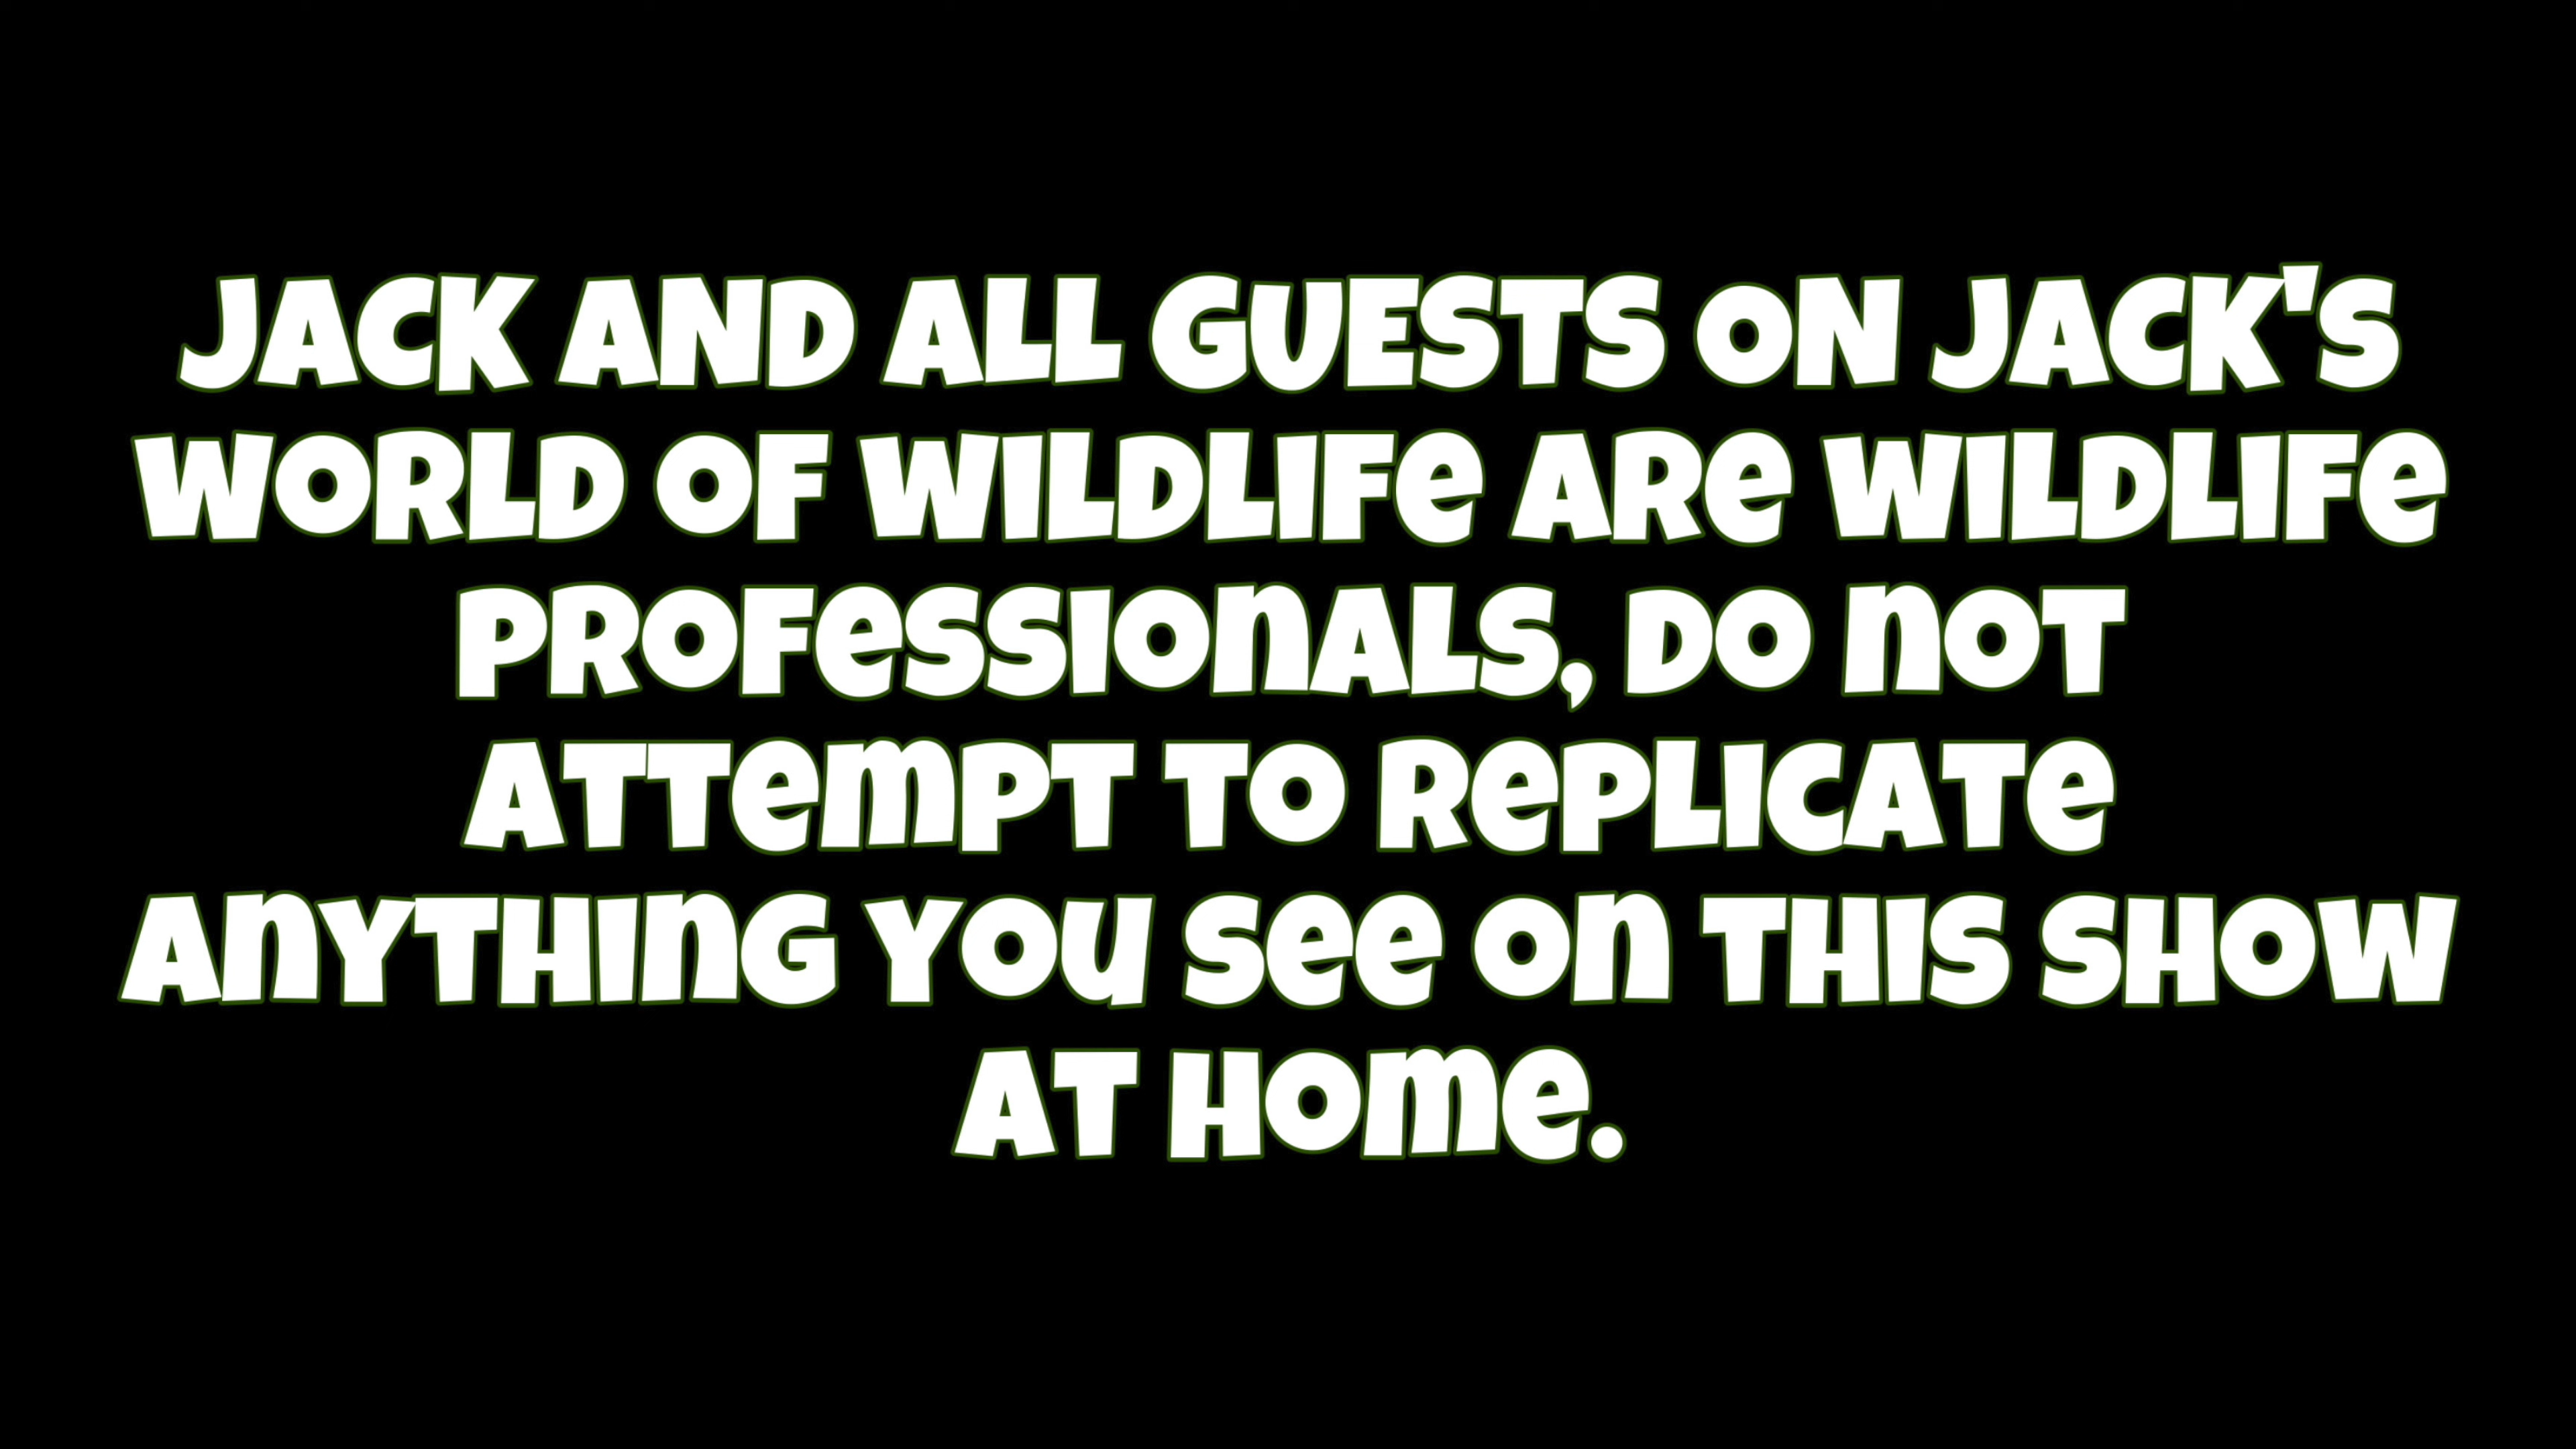 JACK AND ALL GUESTS ON JACK'S
WORLD OF WILDLIFe ARe WILDLIFe
PROFeSSIOnALS, DO nOT
ATTemPT TO RePLICATe
AnYTHInG YOu See On THIS SHOW
AT HOme.